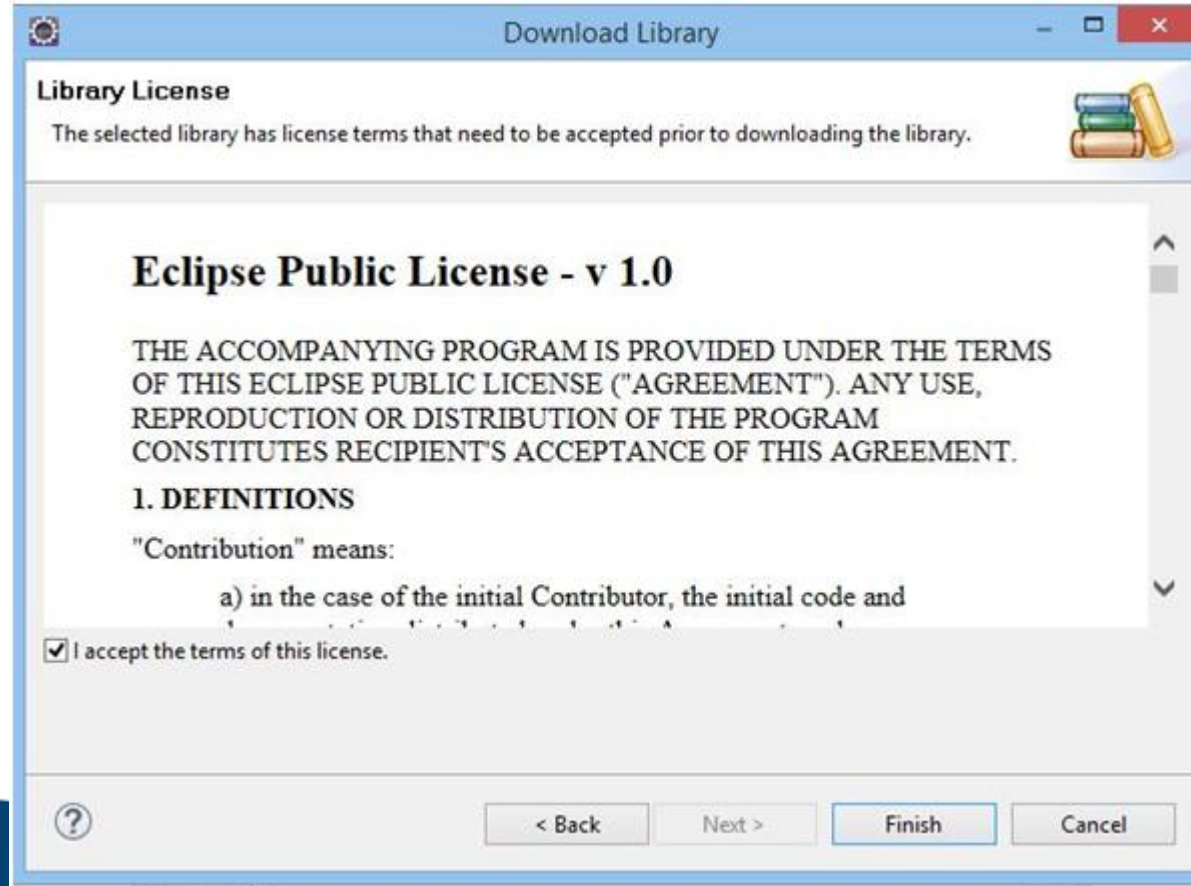 Download Library
Library License
The selected library has license terms that need to be accepted prior to downloading the library.
Eclipse Public License - v 1.0
THE ACCOMPANYING PROGRAM IS PROVIDED UNDER THE TERMS
OF THIS ECLIPSE PUBLIC LICENSE ("AGREEMENT"). ANY USE,
REPRODUCTION OR DISTRIBUTION OF THE PROGRAM
CONSTITUTES RECIPIENT'S ACCEPTANCE OF THIS AGREEMENT.
1. DEFINITIONS
"Contribution" means:
a) in the case of the initial Contributor, the initial code and
I accept the terms of this license.
< Back Next > Finish Cancel